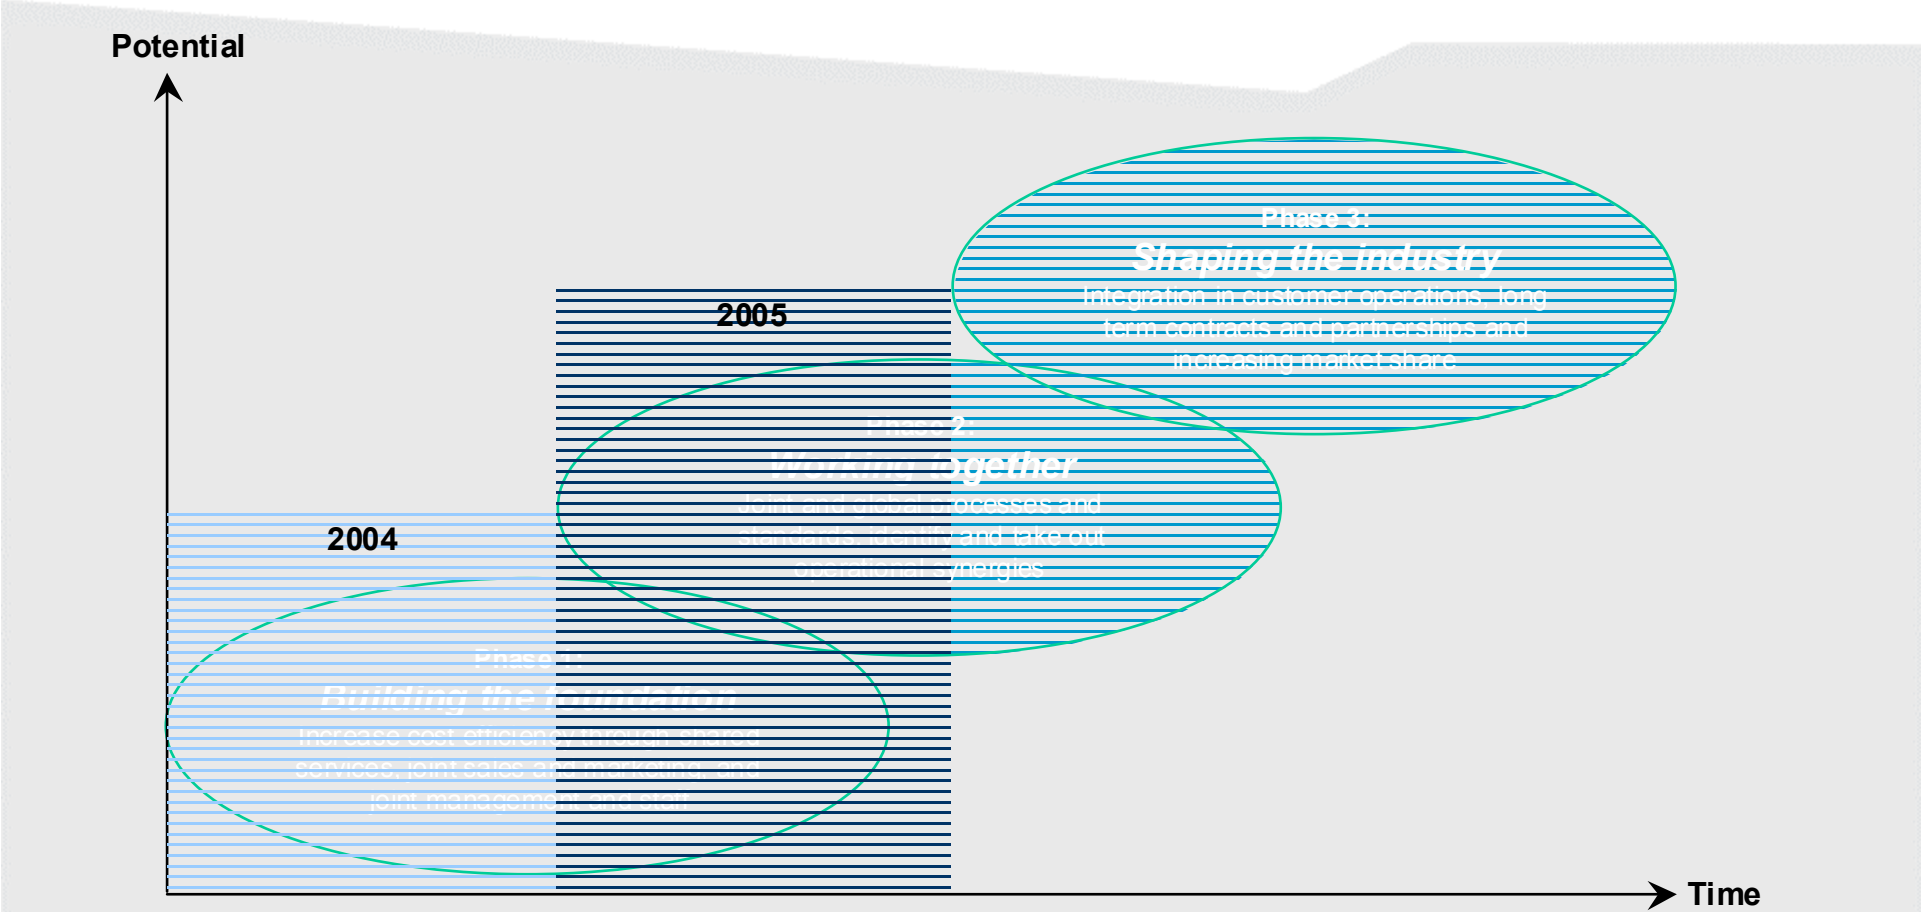 Potential
Phase 3:
Shaping the industry
Integration in customer operations, long
term contracts and partnerships and
increasing market share
2005
Phase 2:
Working together
Joint and global processes and
standards, identify and take out
operational synergies
2004
Phase 1:
Building the foundation
Increase cost efficiency through shared
services, joint sales and marketing, and
joint management and staff
Time